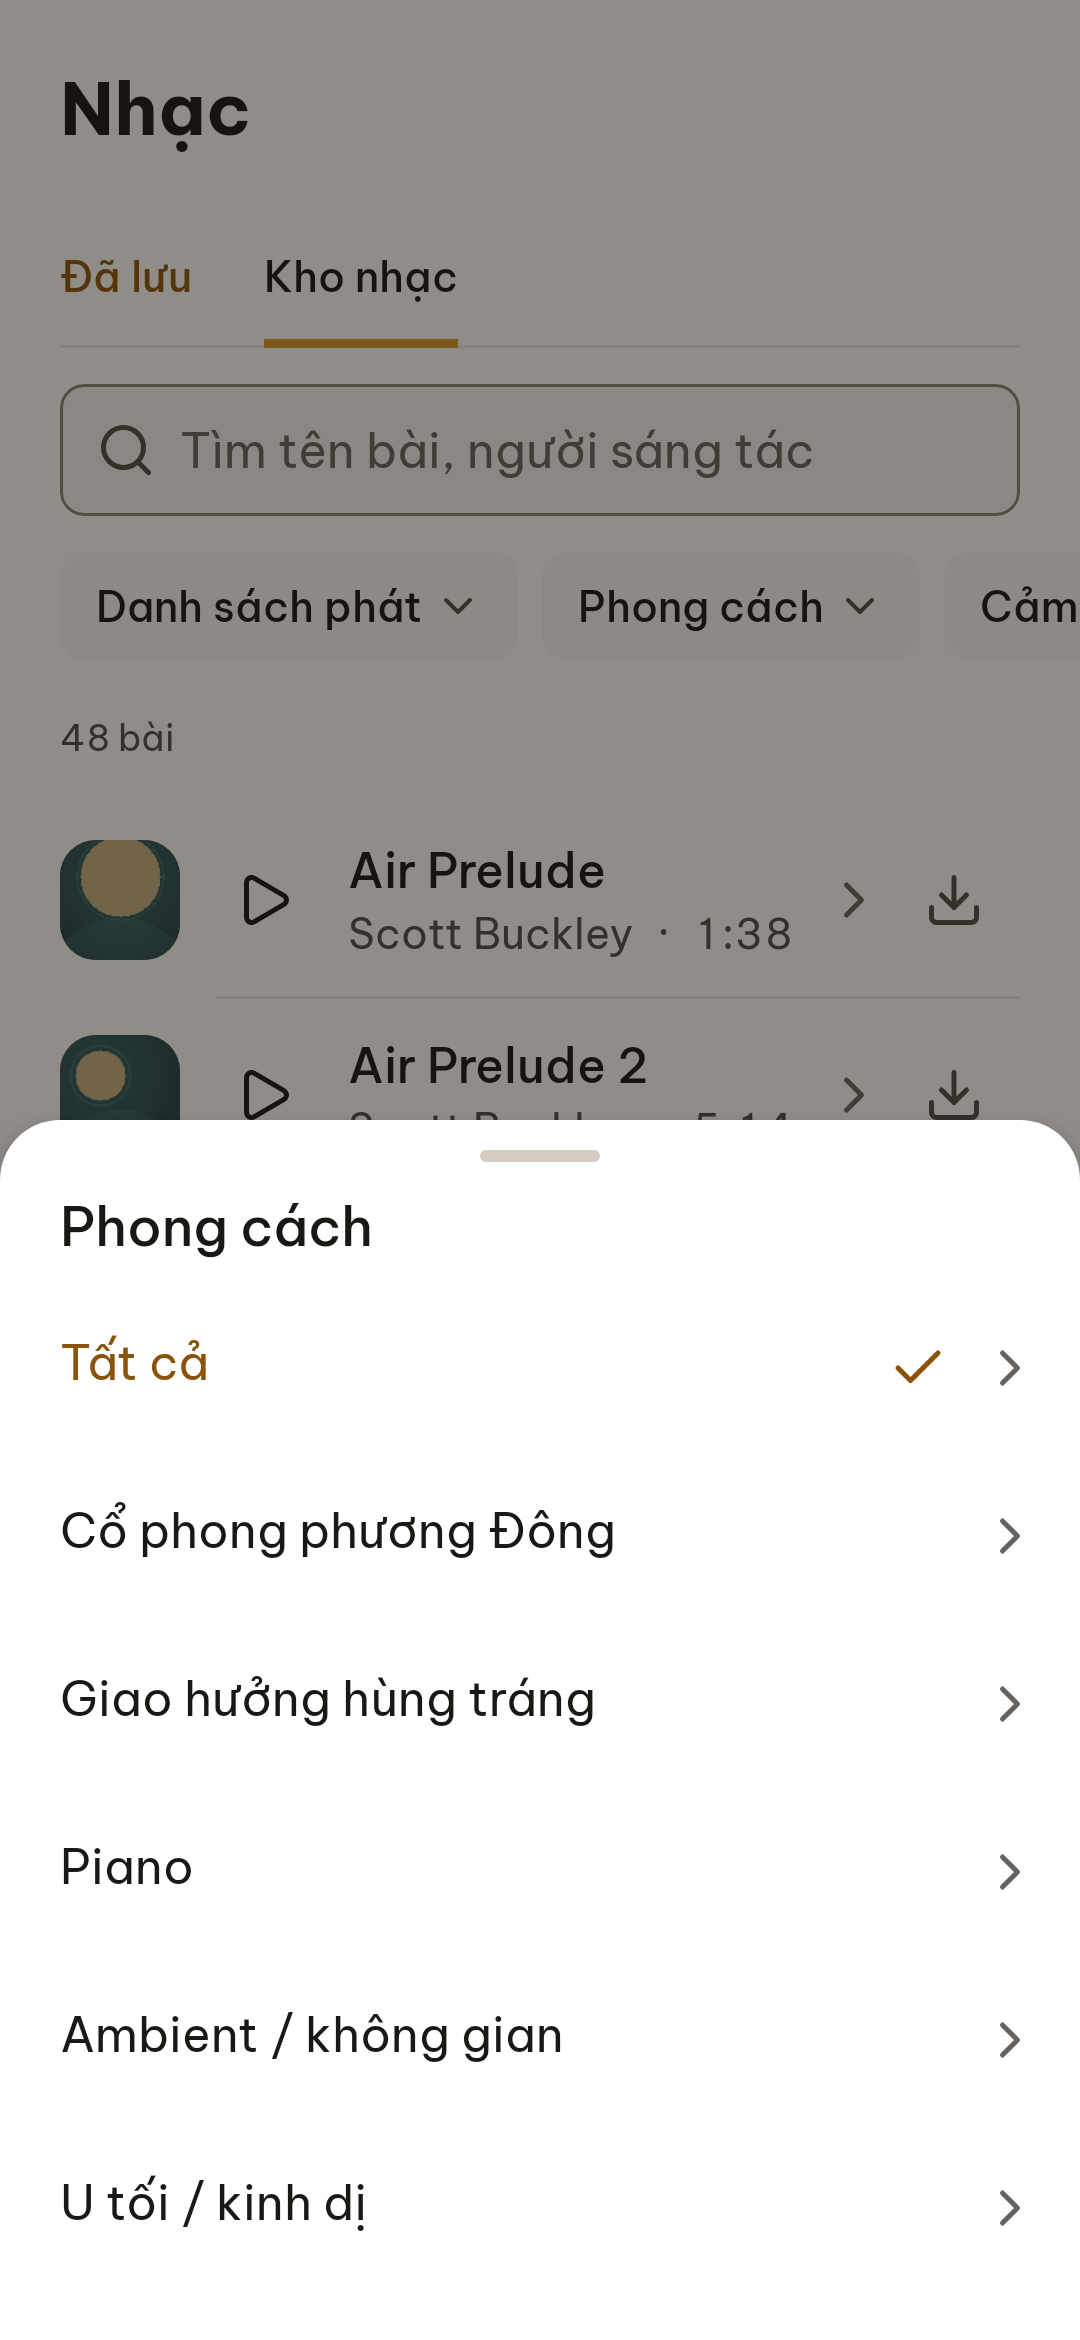 Nhạc
Đã lưu Kho nhạc
Tìm tên bài, người sáng tác
Danh sách phát Phong cách Cảm
48 bài
Air Prelude
Scott Buckley · 1:38
Air Prelude 2
Phong cách
Tất cả
Cổ phong phương Đông
Giao hưởng hùng tráng
Piano
Ambient / không gian
U tối / kinh dị